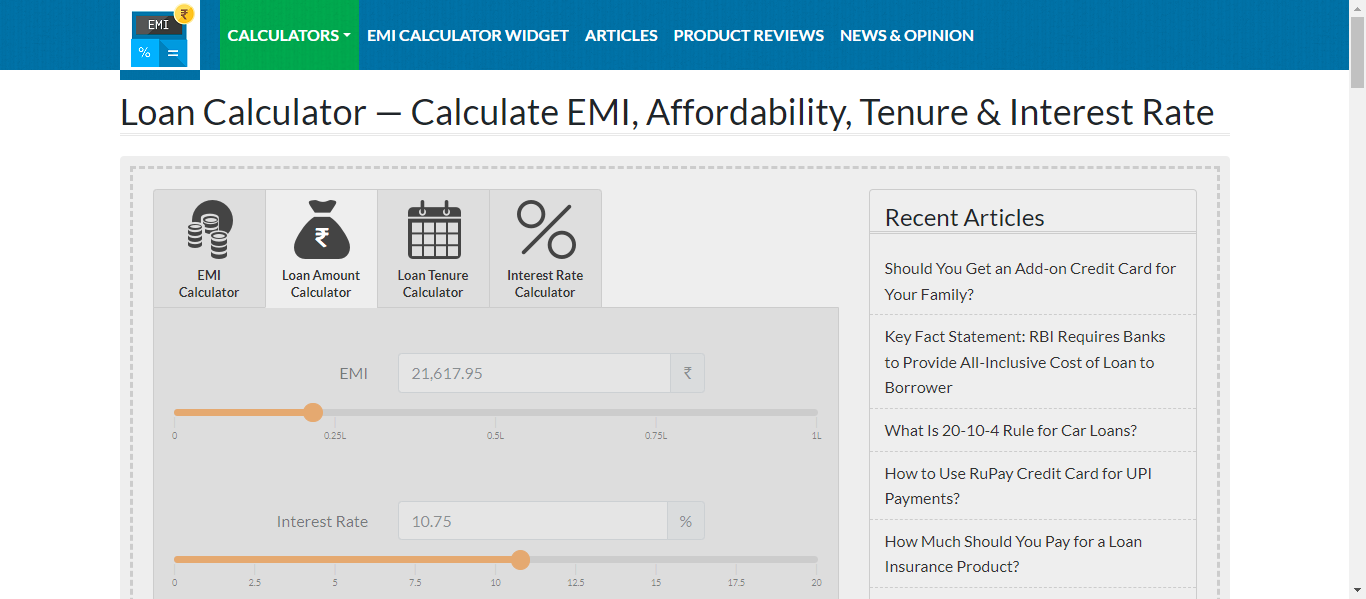 EMI
₹
%
=
CALCULATORS
EMI CALCULATOR WIDGET
ARTICLES
PRODUCT REVIEWS
NEWS & OPINION
Loan Calculator — Calculate EMI, Affordability, Tenure & Interest Rate
EMI
Calculator
₹
Loan Amount
Calculator
Loan Tenure
Calculator
Interest Rate
Calculator
EMI
21,617.95
₹
0
0.25L
0.5L
0.75L
1L
Interest Rate
10.75
%
0
2.5
5
7.5
10
12.5
15
17.5
20
Recent Articles
Should You Get an Add-on Credit Card for
Your Family?
Key Fact Statement: RBI Requires Banks
to Provide All-Inclusive Cost of Loan to
Borrower
What Is 20-10-4 Rule for Car Loans?
How to Use RuPay Credit Card for UPI
Payments?
How Much Should You Pay for a Loan
Insurance Product?